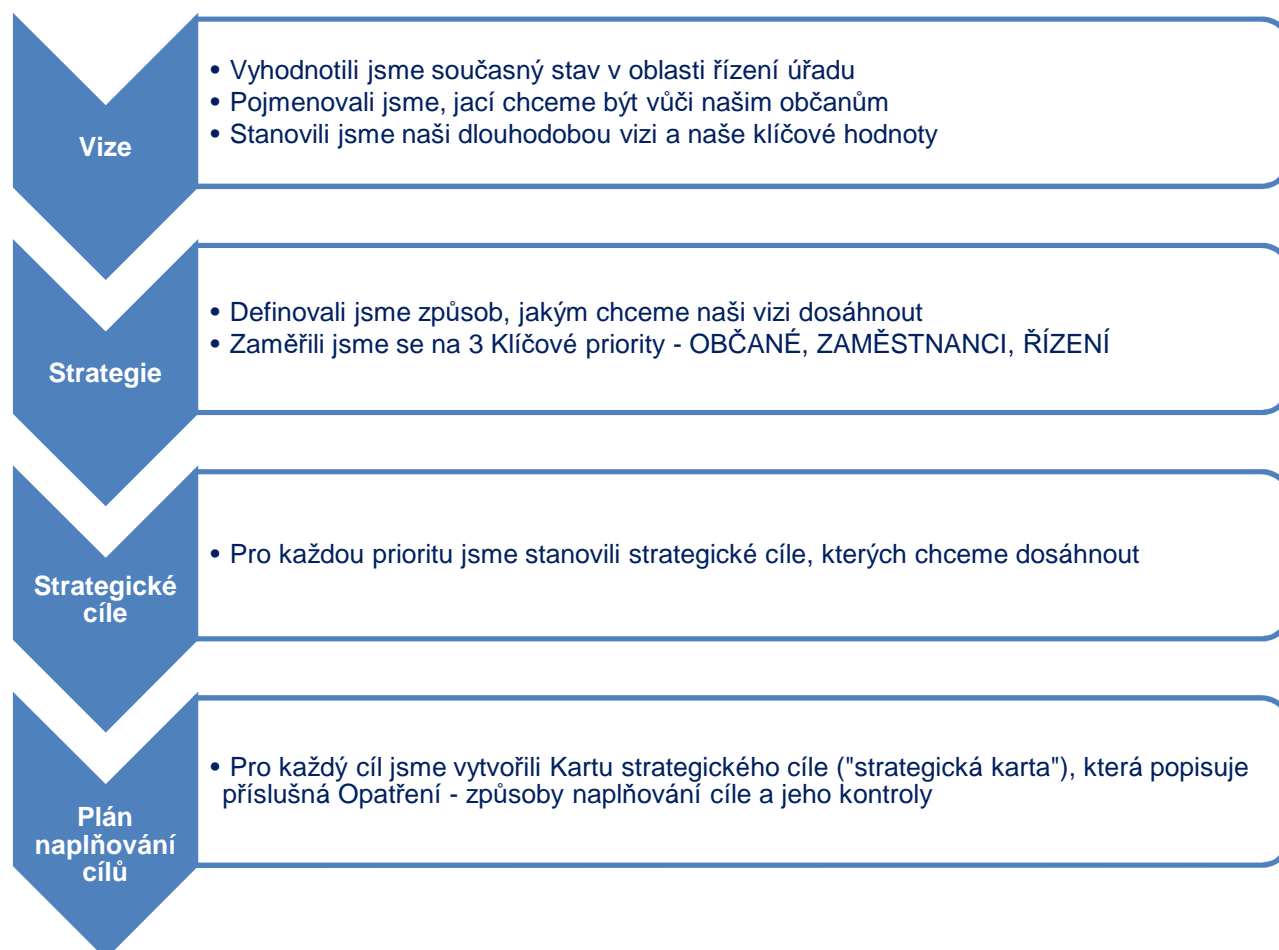 Vize
• Vyhodnotili jsme současný stav v oblasti řízení úřadu
• Pojmenovali jsme, jací chceme být vůči našim občanům
• Stanovili jsme naši dlouhodobou vizi a naše klíčové hodnoty
Strategie
• Definovali jsme způsob, jakým chceme naši vizi dosáhnout
• Zaměřili jsme se na 3 Klíčové priority - OBČANÉ, ZAMĚSTNANCI, ŘÍZENÍ
Strategické
cíle
• Pro každou prioritu jsme stanovili strategické cíle, kterých chceme dosáhnout
Plán
naplňování
cílů
• Pro každý cíl jsme vytvořili Kartu strategického cíle ("strategická karta"), která popisuje
příslušná Opatření - způsoby naplňování cíle a jeho kontroly